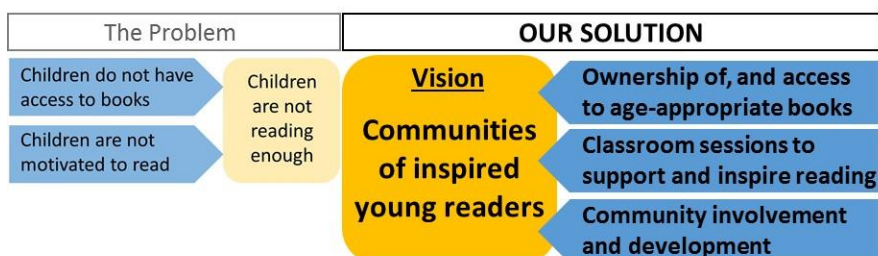 The Problem
OUR SOLUTION
Children do not have
access to books
Children are not
motivated to read
Children
are not
reading
enough
Vision
Communities
of inspired
young readers
Ownership of, and access
to age-appropriate books
Classroom sessions to
support and inspire reading
Community involvement
and development